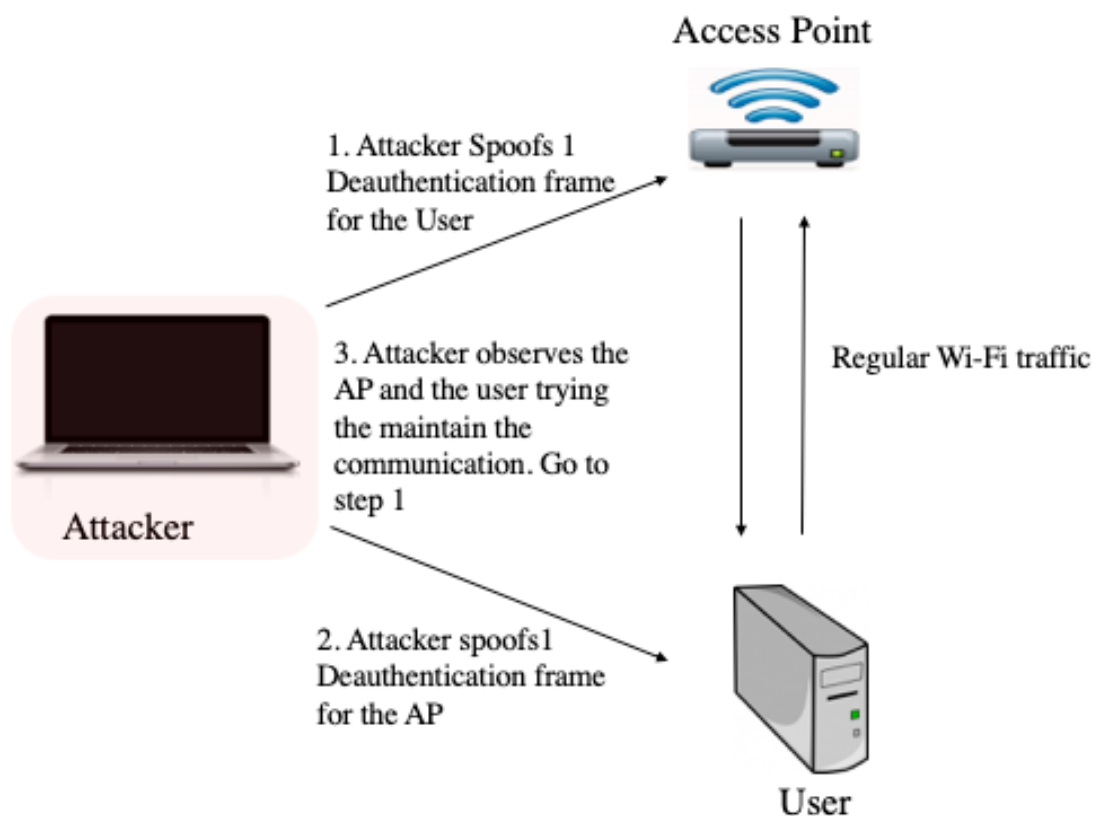 Access Point
1. Attacker Spoofs 1
Deauthentication frame
for the User
3. Attacker observes the
AP and the user trying
the maintain the
communication. Go to
step 1
Regular Wi-Fi traffic
Attacker
2. Attacker spoofs1
Deauthentication frame
for the AP
User